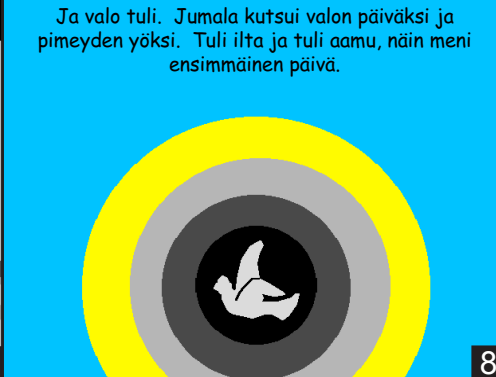 Ja valo tuli. Jumala kutsui valon päiväksi ja
pimeyden yöksi. Tuli ilta ja tuli aamu, näin meni
ensimmäinen päivä.
8